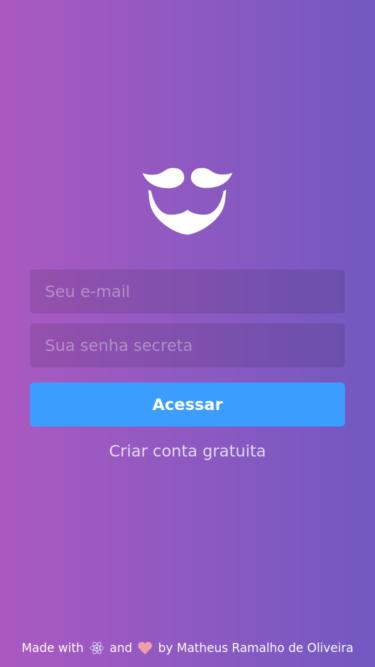 Seu e-mail
Sua senha secreta
Acessar
Criar conta gratuita
Made with ⚛️ and ❤️ by Matheus Ramalho de Oliveira